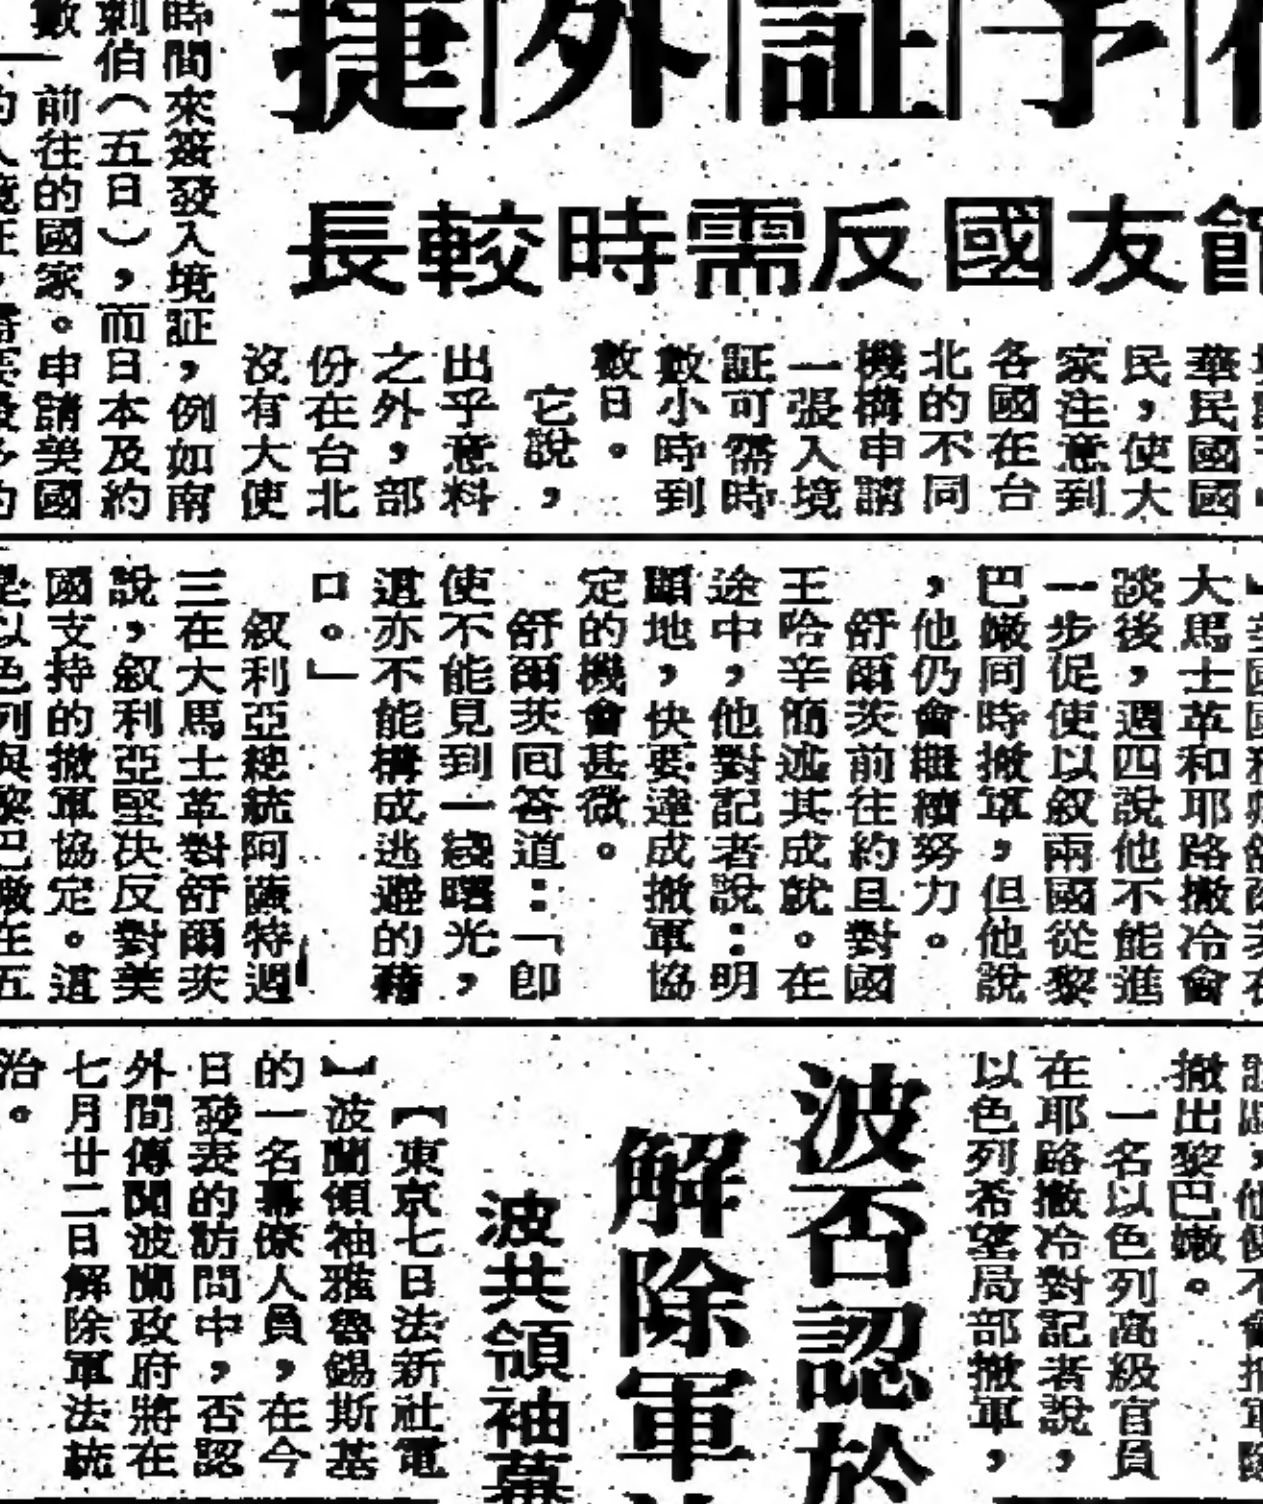 予証外捷
館友國反需時較長
華民國國
民，使大
家注意到
各國在台
北的不同
機構申請
一張入境
証可需時
數小時到
數日。
它說，
出乎意料
之外，部
份在台北
沒有大使
時間來簽發入境証，例如南
刺伯（五日），而日本及約
數
前往的國家。申請美國
大馬士革和耶路撒冷會
談後，週四說他不能進
一步促使以叙兩國從黎
巴嫩同時撤軍，但他說
，他仍會繼續努力。
舒爾茨前往約旦對國
王哈辛簡述其成就。在
途中，他對記者說：明
顯地，快要達成撤軍協
定的機會甚微。
舒爾茨回答道：「即
使不能見到一綫曙光，
這亦不能構成逃避的藉
口。」
叙利亞總統阿薩特週
三在大馬士革對舒爾茨
說，叙利亞堅决反對美
國支持的撤軍協定。這
是以色列與黎巴嫩在五
撤出黎巴嫩。
一名以色列高級官員
在耶路撒冷對記者說，
以色列希望局部撤軍，
波否認於
解除軍
波共領袖幕
【東京七日法新社電
】波蘭領袖雅魯錫斯基
的一名幕僚人員，在今
日發表的訪問中，否認
外間傳聞波蘭政府將在
七月廿二日解除軍法統
治。